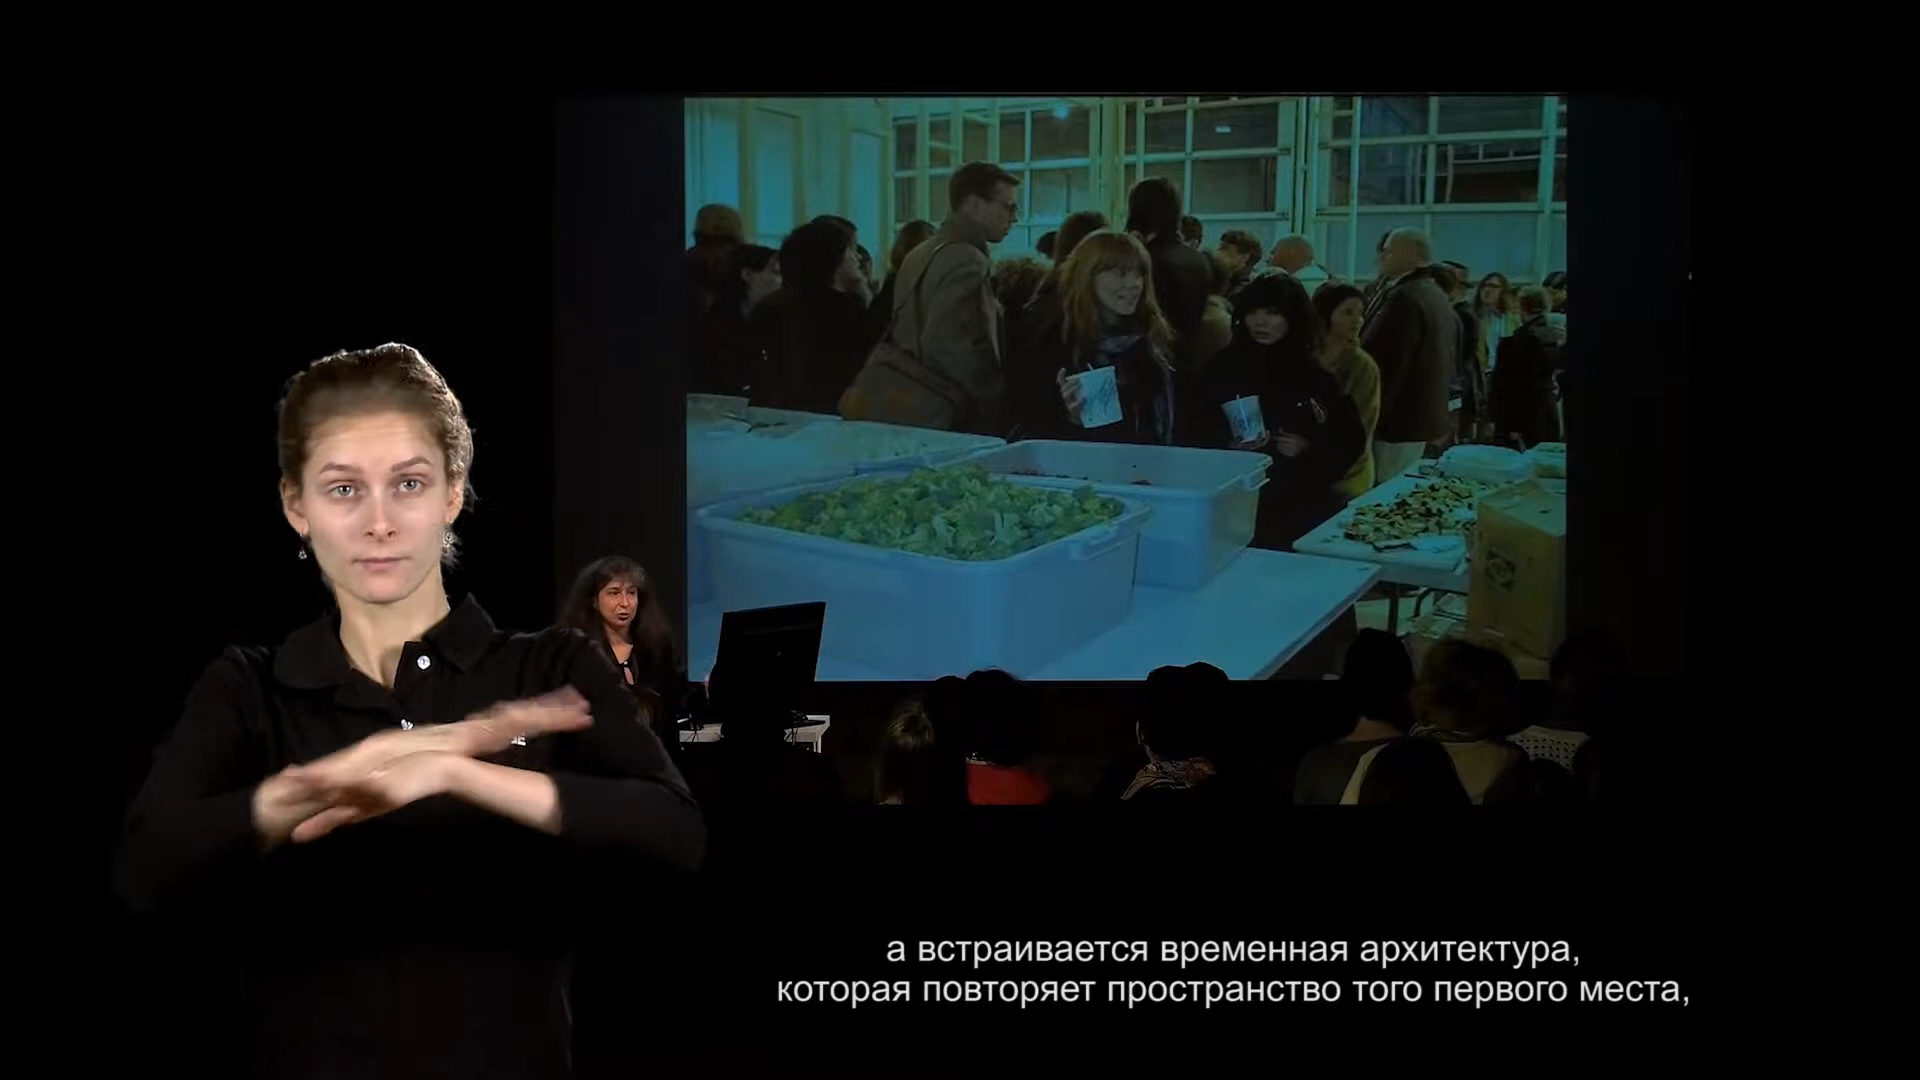 а встраивается временная архитектура,
которая повторяет пространство того первого места,